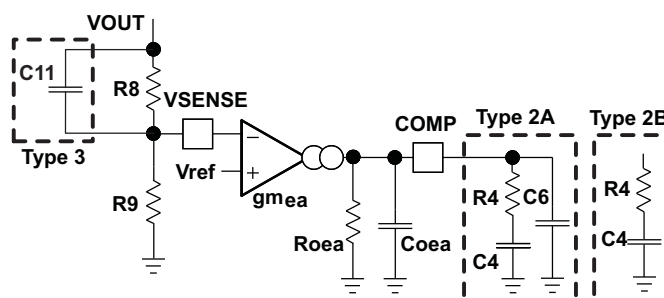 VOUT
C11
R8
VSENSE
Type 3
R9
Vref
−
+
gmea
Roea
Coea
COMP
Type 2A
R4
C6
C4
Type 2B
R4
C4